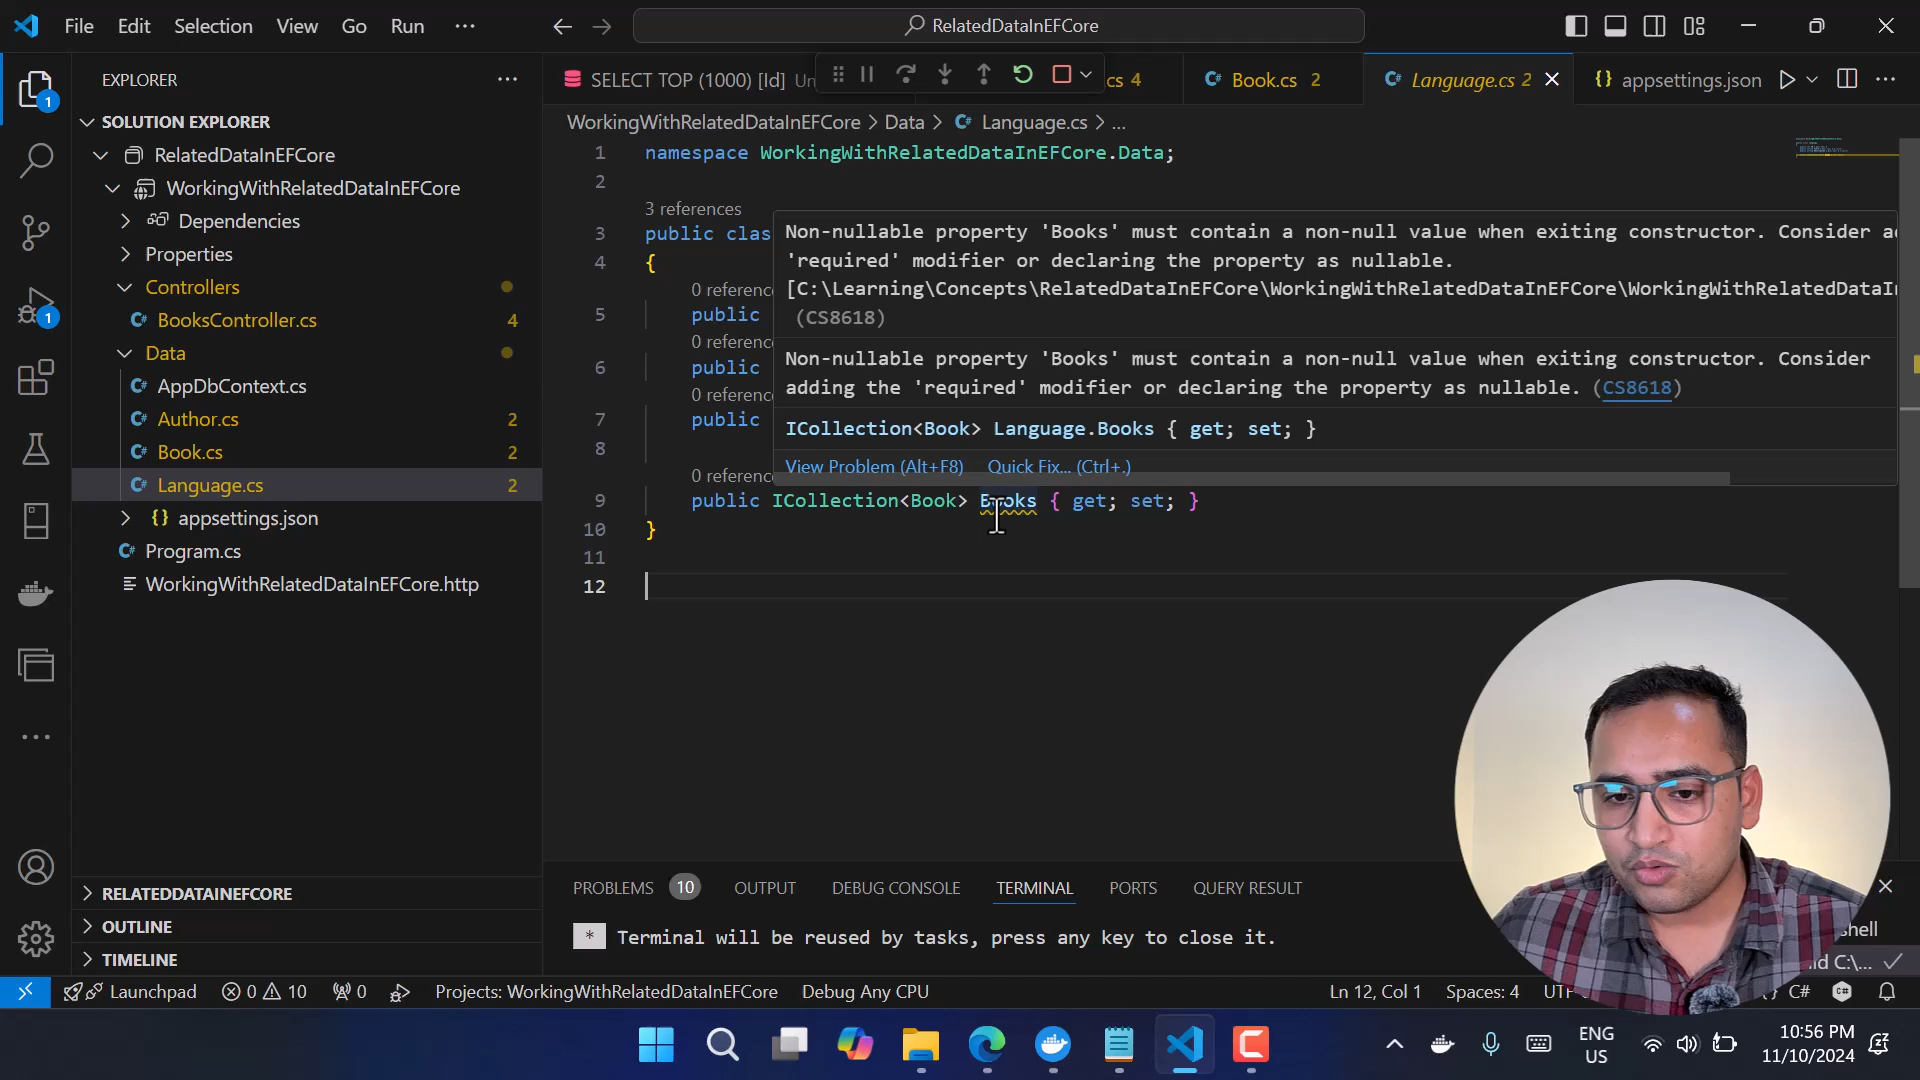 File Edit Selection View Go Run ···
RelatedDataInEFCore
EXPLORER
SELECT TOP (1000) [Id] Un
cs 4
Book.cs 2
Language.cs 2
appsettings.json
SOLUTION EXPLORER
RelatedDataInEFCore
WorkingWithRelatedDataInEFCore
Dependencies
Properties
Controllers
BooksController.cs 4
Data
AppDbContext.cs
Author.cs 2
Book.cs 2
Language.cs 2
appsettings.json
Program.cs
WorkingWithRelatedDataInEFCore.http
RELATEDDATAINEFCORE
OUTLINE
TIMELINE
1
1
WorkingWithRelatedDataInEFCore > Data > Language.cs > ...
1 namespace WorkingWithRelatedDataInEFCore.Data;
2
3 references
3 public clas
4 {
0 referenc
5 public
0 referenc
6 public
0 referenc
7 public
8
0 referenc
9 public ICollection<Book> Books { get; set; }
10 }
11
12
Non-nullable property 'Books' must contain a non-null value when exiting constructor. Consider a
'required' modifier or declaring the property as nullable.
[C:\Learning\Concepts\RelatedDataInEFCore\WorkingWithRelatedDataInEFCore\WorkingWithRelatedDataI
(CS8618)
Non-nullable property 'Books' must contain a non-null value when exiting constructor. Consider
adding the 'required' modifier or declaring the property as nullable. (CS8618)
ICollection<Book> Language.Books { get; set; }
View Problem (Alt+F8) Quick Fix... (Ctrl+.)
PROBLEMS 10 OUTPUT DEBUG CONSOLE TERMINAL PORTS QUERY RESULT
* Terminal will be reused by tasks, press any key to close it.
shell
ld C:\...
Launchpad 0 10 0 Projects: WorkingWithRelatedDataInEFCore Debug Any CPU
Ln 12, Col 1 Spaces: 4 C#
ENG
US
10:56 PM
11/10/2024